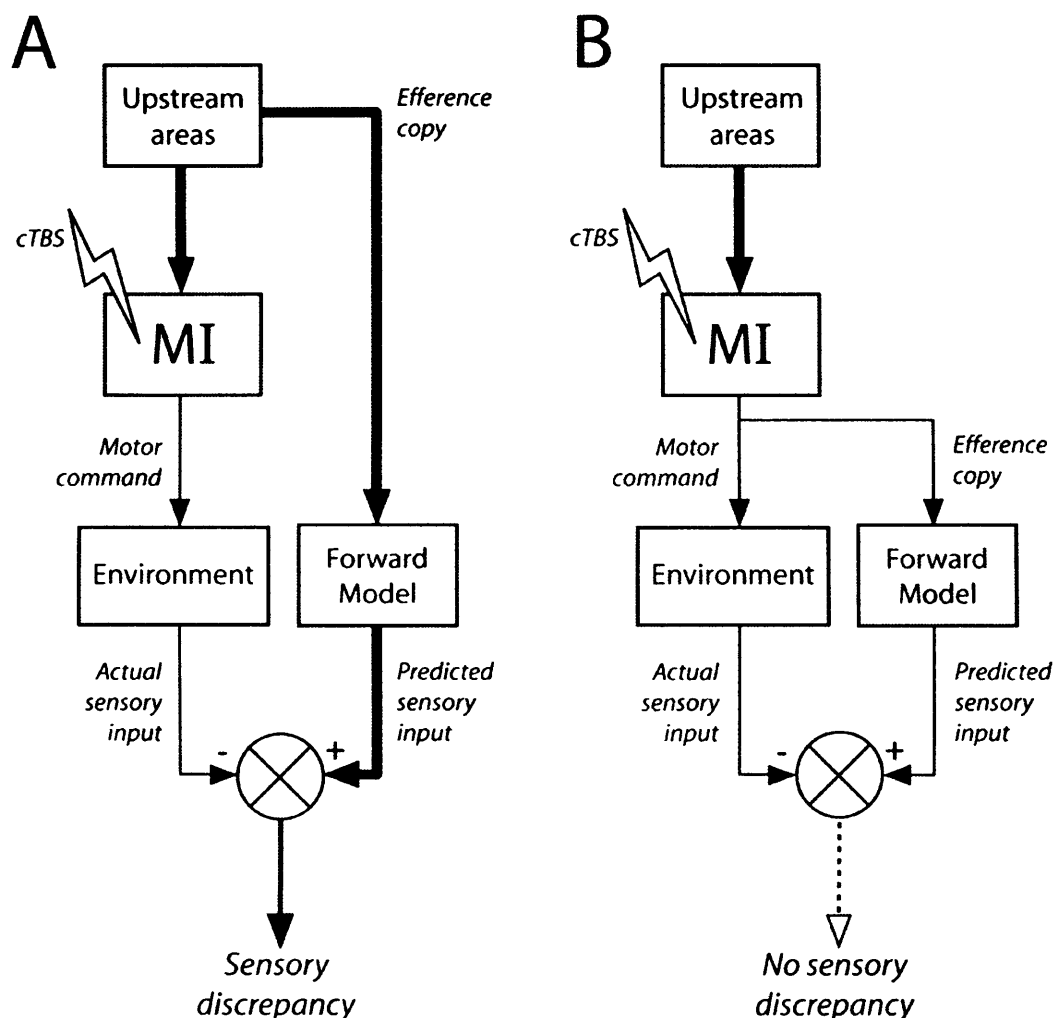 A
Upstream
areas
Efference
copy
cTBS
MI
Motor
command
Environment
Forward
Model
Actual
sensory
input
Predicted
sensory
input
-
+
Sensory
discrepancy
B
Upstream
areas
cTBS
MI
Motor
command
Efference
copy
Environment
Forward
Model
Actual
sensory
input
Predicted
sensory
input
-
+
No sensory
discrepancy